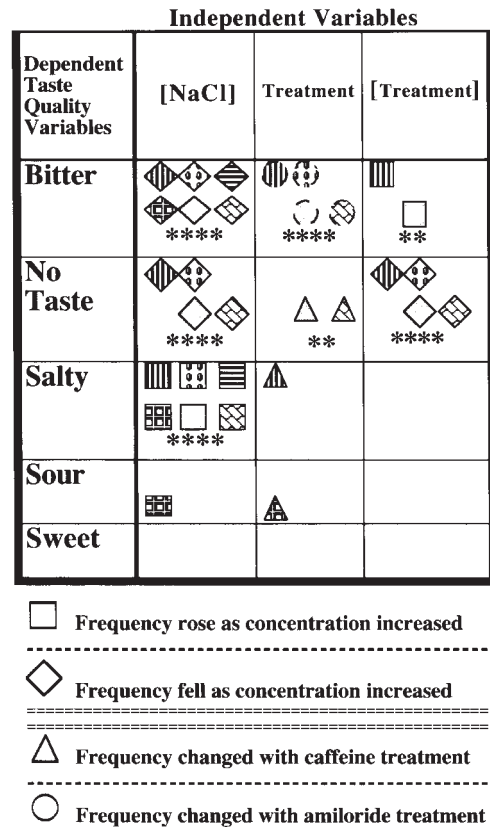 Independent Variables
Dependent
Taste
Quality
Variables
[NaCl]
Treatment
[Treatment]
Bitter
****
****
**
No
Taste
****
**
****
Salty
****
Sour
Sweet
Frequency rose as concentration increased
Frequency fell as concentration increased
Frequency changed with caffeine treatment
Frequency changed with amiloride treatment